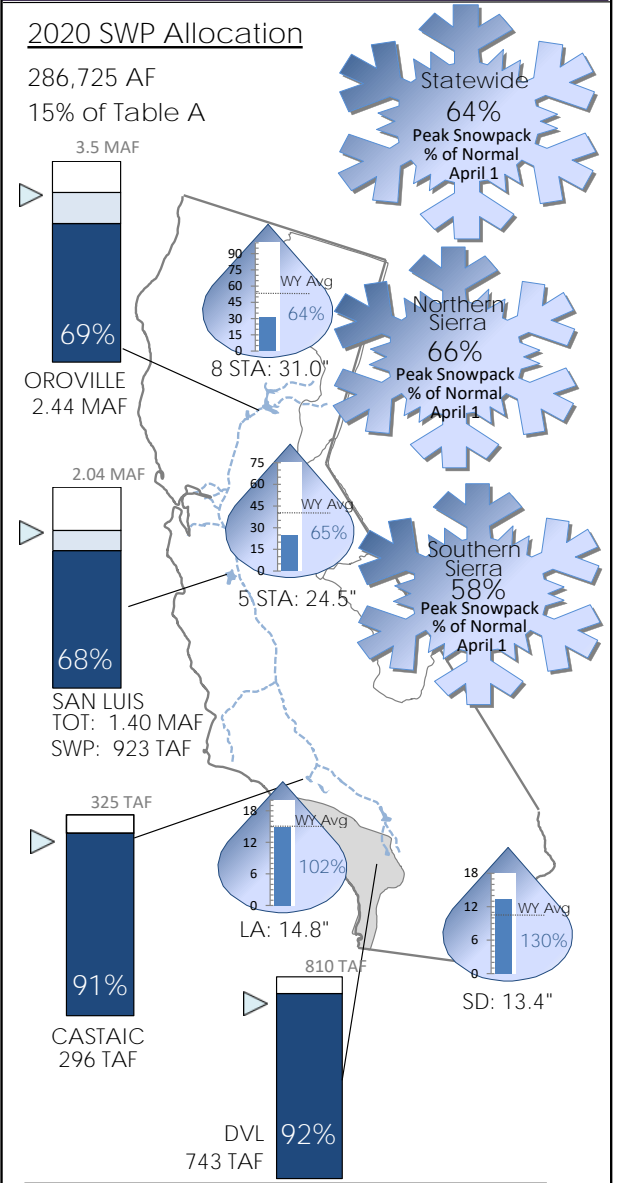 2020 SWP Allocation
286,725 AF
15% of Table A
Statewide
64%
Peak Snowpack
% of Normal
April 1
3.5 MAF
69%
OROVILLE
2.44 MAF
90
75
60
45
30
15
0
WY Avg
64%
8 STA: 31.0"
Northern
Sierra
66%
Peak Snowpack
% of Normal
April 1
2.04 MAF
68%
SAN LUIS
TOT: 1.40 MAF
SWP: 923 TAF
75
60
45
30
15
0
WY Avg
65%
5 STA: 24.5"
Southern
Sierra
58%
Peak Snowpack
% of Normal
April 1
325 TAF
91%
CASTAIC
296 TAF
18
12
6
0
WY Avg
102%
LA: 14.8"
18
12
6
0
WY Avg
130%
SD: 13.4"
810 TAF
92%
DVL
743 TAF